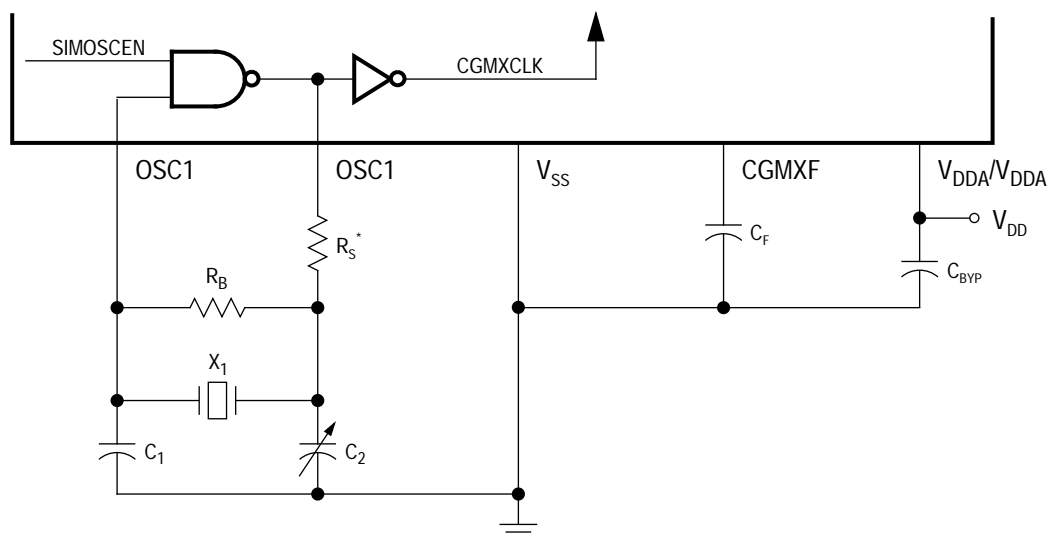 SIMOSCEN
CGMXCLK
OSC1
OSC1
VSS
CGMXF
VDDA/VDDA
VDD
RS*
CF
CBYP
RB
X1
C1
C2